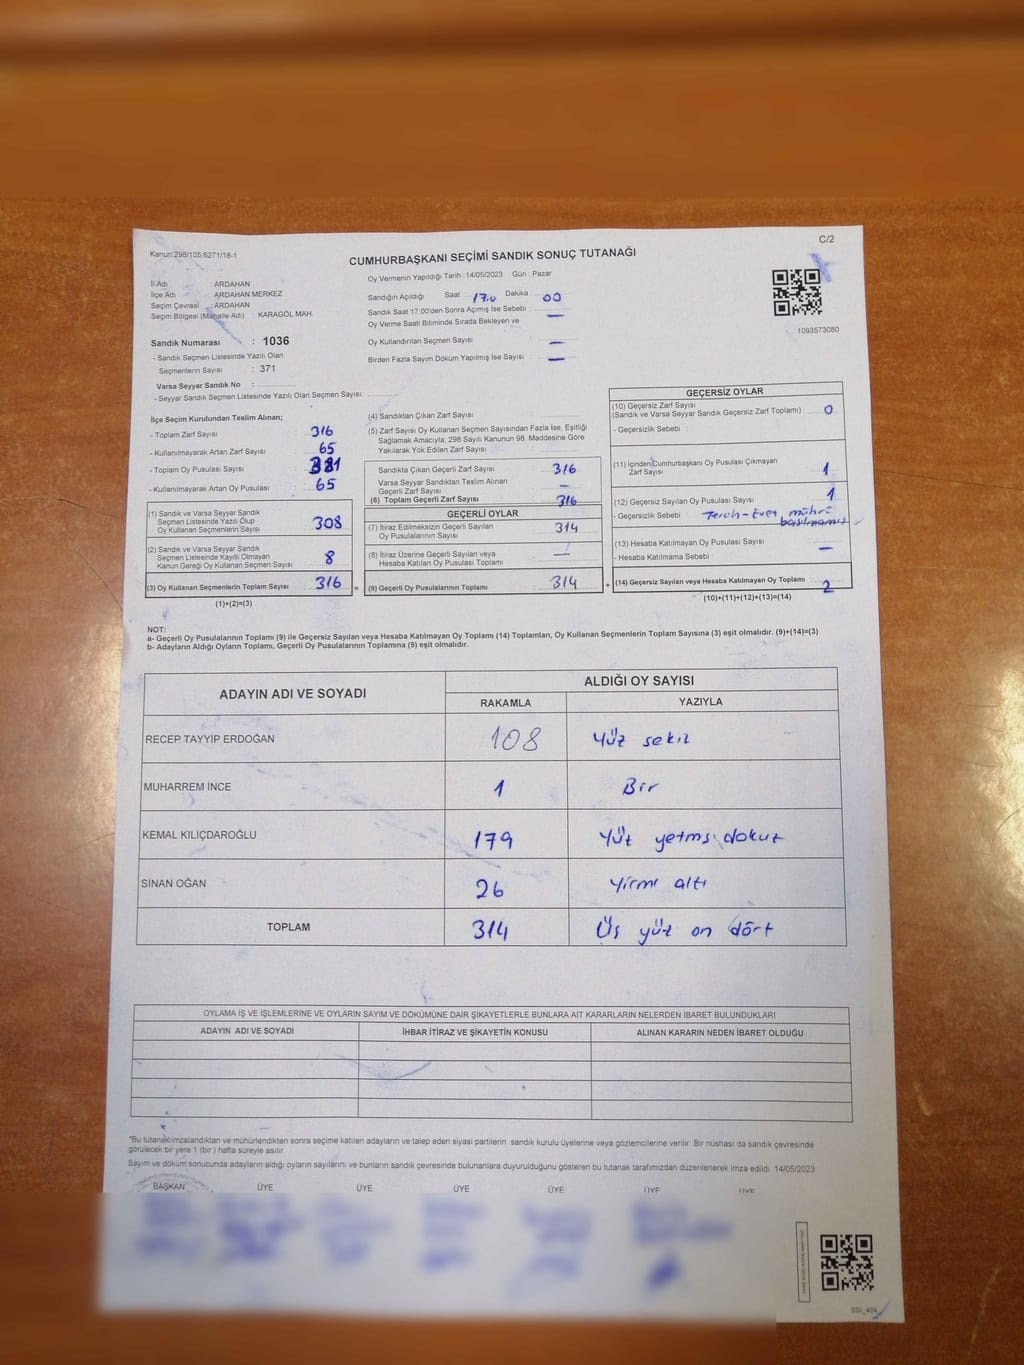 C/2
Kanun:298/105;6271/18-1
CUMHURBAŞKANI SEÇİMİ SANDIK SONUÇ TUTANAĞI
İl Adı : ARDAHAN
İlçe Adı : ARDAHAN MERKEZ
Seçim Çevresi : ARDAHAN
Seçim Bölgesi (Mahalle Adı) : KARAGÖL MAH.
Sandık Numarası : 1036
- Sandık Seçmen Listesinde Yazılı Olan
Seçmenlerin Sayısı : 371
Varsa Seyyar Sandık No :
- Seyyar Sandık Seçmen Listesinde Yazılı Olan Seçmen Sayısı:
Oy Vermenin Yapıldığı Tarih : 14/05/2023 Gün : Pazar
Sandığın Açıldığı Saat 17.0 Dakika 00
Sandık Saat 17:00'den Sonra Açılmış İse Sebebi : —
Oy Verme Saati Bitiminde Sırada Bekleyen ve
Oy Kullandırılan Seçmen Sayısı —
Birden Fazla Sayım Döküm Yapılmış İse Sayısı : —
1093573080
İlçe Seçim Kurulundan Teslim Alınan;
- Toplam Zarf Sayısı 316
- Kullanılmayarak Artan Zarf Sayısı : 65
- Toplam Oy Pusulası Sayısı : 381
- Kullanılmayarak Artan Oy Pusulası : 65
(1) Sandık ve Varsa Seyyar Sandık
Seçmen Listesinde Yazılı Olup
Oy Kullanan Seçmenlerin Sayısı : 308
(2) Sandık ve Varsa Seyyar Sandık
Seçmen Listesinde Kayıtlı Olmayan
Kanun Gereği Oy Kullanan Seçmen Sayısı : 8
(3) Oy Kullanan Seçmenlerin Toplam Sayısı : 316 =
(1)+(2)=(3)
(4) Sandıktan Çıkan Zarf Sayısı :
(5) Zarf Sayısı Oy Kullanan Seçmen Sayısından Fazla İse, Eşitliği
Sağlamak Amacıyla, 298 Sayılı Kanunun 98. Maddesine Göre
Yakılarak Yok Edilen Zarf Sayısı :
Sandıkta Çıkan Geçerli Zarf Sayısı : 316
Varsa Seyyar Sandıktan Teslim Alınan
Geçerli Zarf Sayısı : —
(6) Toplam Geçerli Zarf Sayısı : 316
GEÇERLİ OYLAR
(7) İtiraz Edilmeksizin Geçerli Sayılan
Oy Pusulalarının Sayısı : 314
(8) İtiraz Üzerine Geçerli Sayılan veya
Hesaba Katılan Oy Pusulası Toplamı : —
(9) Geçerli Oy Pusulalarının Toplamı : 314 +
GEÇERSİZ OYLAR
(10) Geçersiz Zarf Sayısı
(Sandık ve Varsa Seyyar Sandık Geçersiz Zarf Toplamı) : 0
- Geçersizlik Sebebi :
(11) İçinden Cumhurbaşkanı Oy Pusulası Çıkmayan
Zarf Sayısı : 1
(12) Geçersiz Sayılan Oy Pusulası Sayısı : 1
- Geçersizlik Sebebi : Tercih-Evet mührü
basılmamış
(13) Hesaba Katılmayan Oy Pusulası Sayısı :
- Hesaba Katılmama Sebebi : —
(14) Geçersiz Sayılan veya Hesaba Katılmayan Oy Toplamı : 2
(10)+(11)+(12)+(13)=(14)
NOT:
a- Geçerli Oy Pusulalarının Toplamı (9) ile Geçersiz Sayılan veya Hesaba Katılmayan Oy Toplamı (14) Toplamları, Oy Kullanan Seçmenlerin Toplam Sayısına (3) eşit olmalıdır. (9)+(14)=(3)
b- Adayların Aldığı Oyların Toplamı, Geçerli Oy Pusulalarının Toplamına (9) eşit olmalıdır.
ADAYIN ADI VE SOYADI ALDIĞI OY SAYISI
RAKAMLA YAZIYLA
RECEP TAYYİP ERDOĞAN 108 Yüz sekiz
MUHARREM İNCE 1 Bir
KEMAL KILIÇDAROĞLU 179 Yüz yetmiş dokuz
SİNAN OĞAN 26 Yirmi altı
TOPLAM 314 Üç yüz on dört
OYLAMA İŞ VE İŞLEMLERİNE VE OYLARIN SAYIM VE DÖKÜMÜNE DAİR ŞİKAYETLERLE BUNLARA AİT KARARLARIN NELERDEN İBARET BULUNDUKLARI
ADAYIN ADI VE SOYADI İHBAR İTİRAZ VE ŞİKAYETİN KONUSU ALINAN KARARIN NEDEN İBARET OLDUĞU
*Bu tutanak imzalandıktan ve mühürlendikten sonra seçime katılan adayların ve talep eden siyasi partilerin sandık kurulu üyelerine veya gözlemcilerine verilir. Bir nüshası da sandık çevresinde
görülecek bir yere 1 (bir) hafta süreyle asılır.
Sayım ve döküm sonucunda adayların aldığı oyların sayılarını ve bunların sandık çevresinde bulunanlara duyurulduğunu gösteren bu tutanak tarafımızdan düzenlenerek imza edildi. 14/05/2023
BAŞKAN ÜYE ÜYE ÜYE ÜYE ÜYE ÜYE